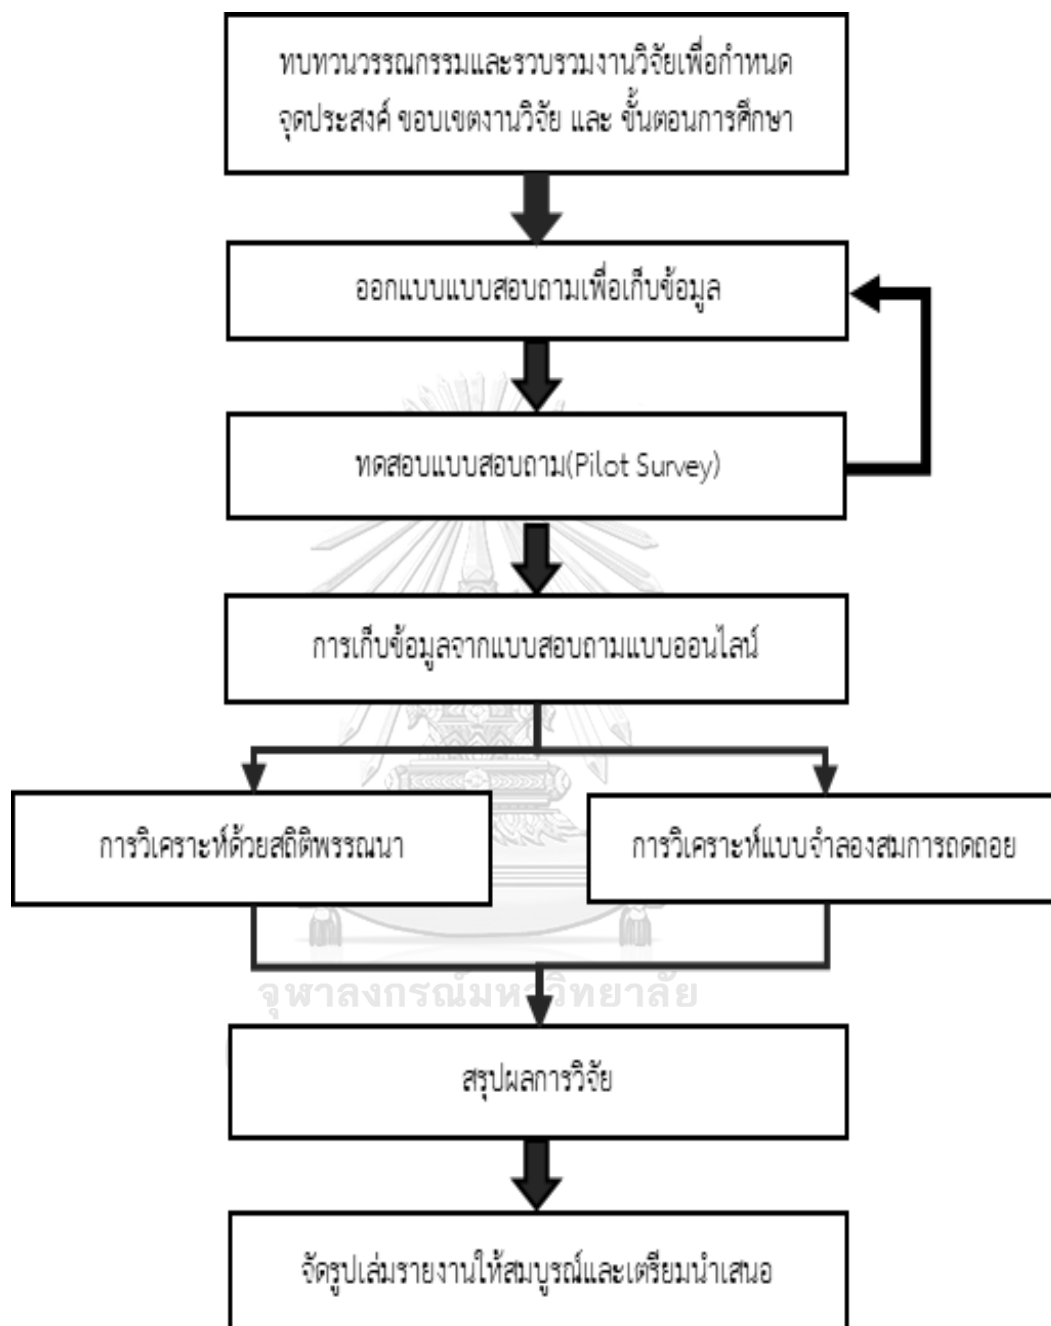 ทบทวนวรรณกรรมและรวบรวมงานวิจัยเพื่อกำหนด
จุดประสงค์ ขอบเขตงานวิจัย และ ขั้นตอนการศึกษา
ออกแบบแบบสอบถามเพื่อเก็บข้อมูล
ทดสอบแบบสอบถาม(Pilot Survey)
การเก็บข้อมูลจากแบบสอบถามแบบออนไลน์
การวิเคราะห์ด้วยสถิติพรรณนา
การวิเคราะห์แบบจำลองสมการถดถอย
จุฬาลงกรณ์มหาวิทยาลัย
สรุปผลการวิจัย
จัดรูปเล่มรายงานให้สมบูรณ์และเตรียมนำเสนอ